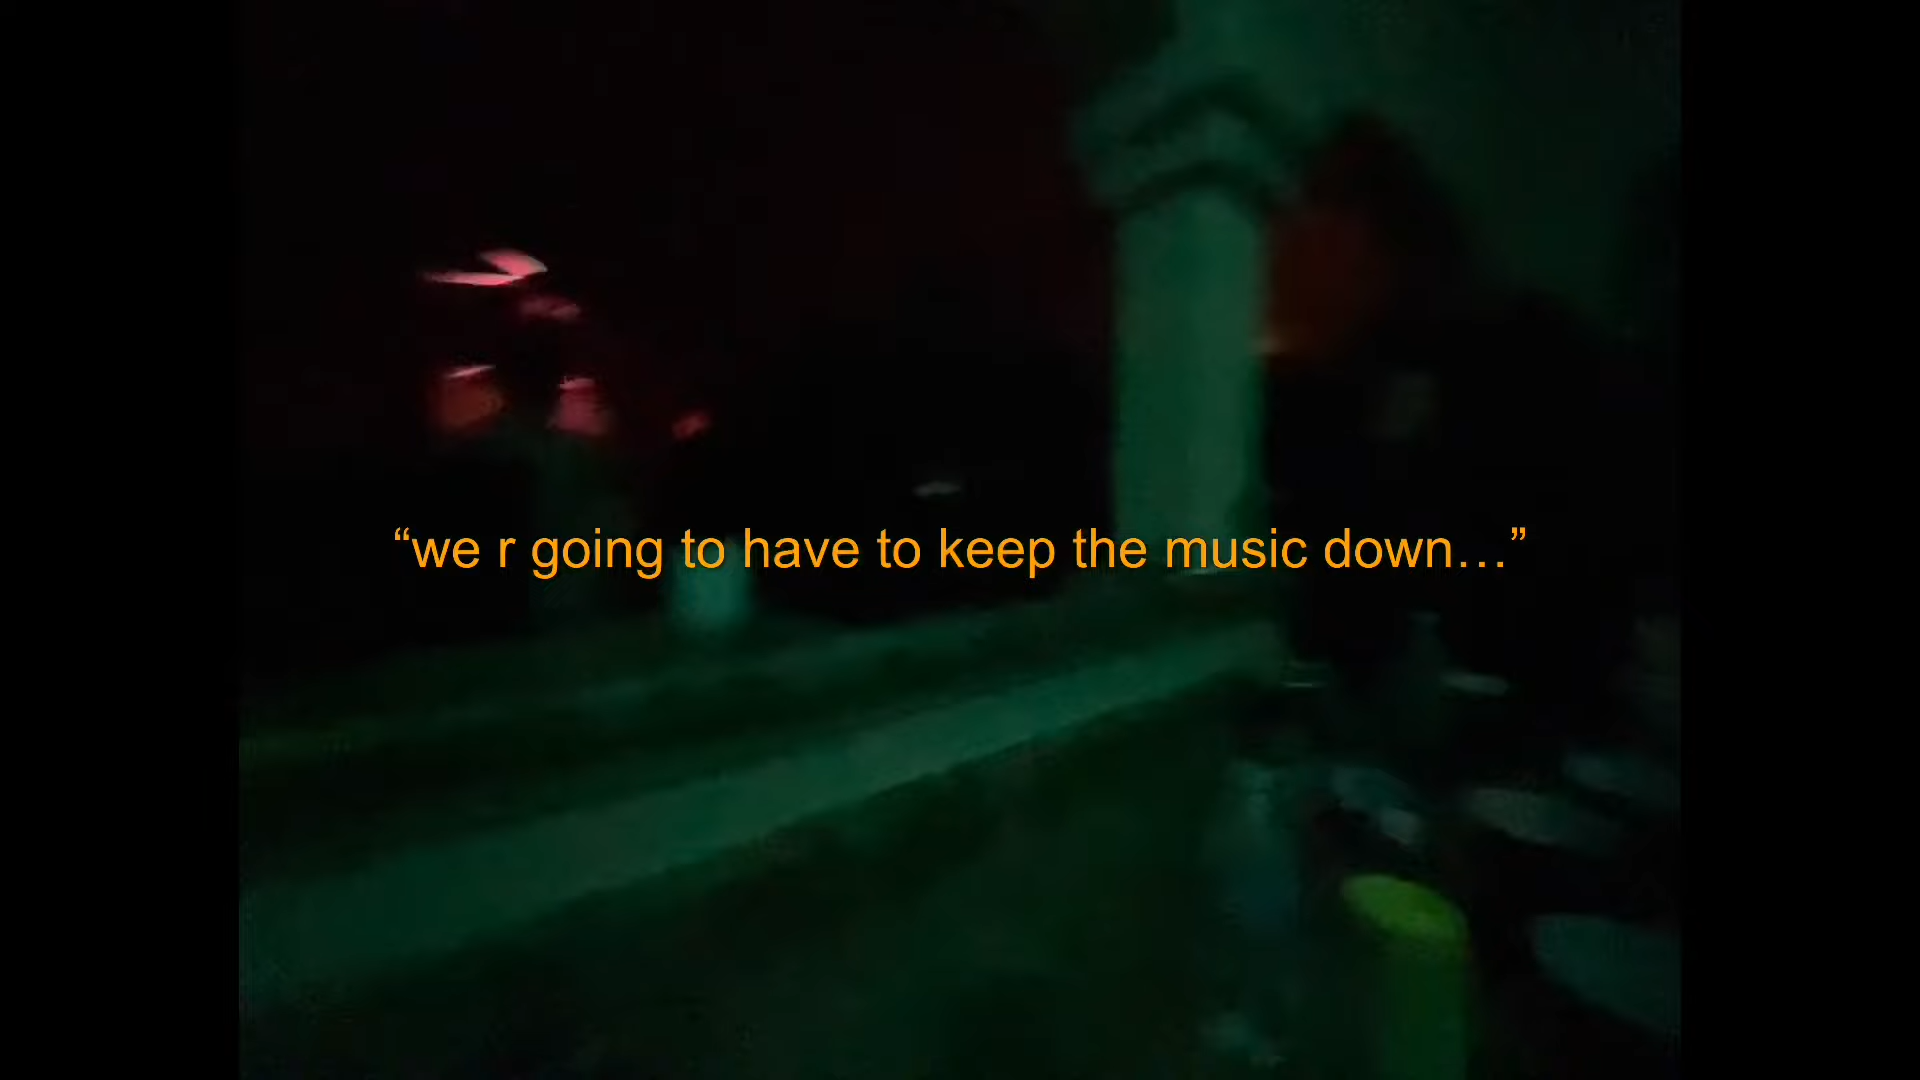 “we r going to have to keep the music down…”